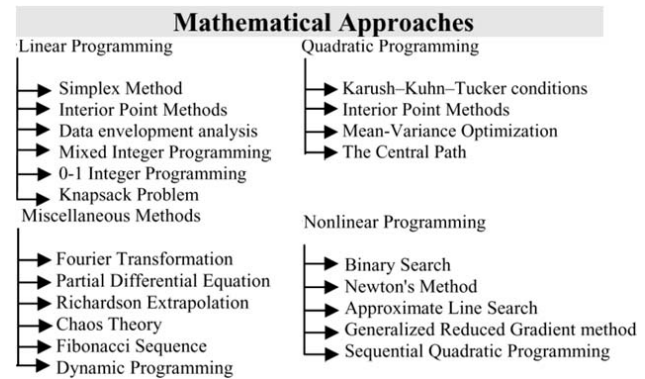 Mathematical Approaches
Linear Programming
Simplex Method
Interior Point Methods
Data envelopment analysis
Mixed Integer Programming
0-1 Integer Programming
Knapsack Problem
Quadratic Programming
Karush–Kuhn–Tucker conditions
Interior Point Methods
Mean-Variance Optimization
The Central Path
Miscellaneous Methods
Fourier Transformation
Partial Differential Equation
Richardson Extrapolation
Chaos Theory
Fibonacci Sequence
Dynamic Programming
Nonlinear Programming
Binary Search
Newton's Method
Approximate Line Search
Generalized Reduced Gradient method
Sequential Quadratic Programming